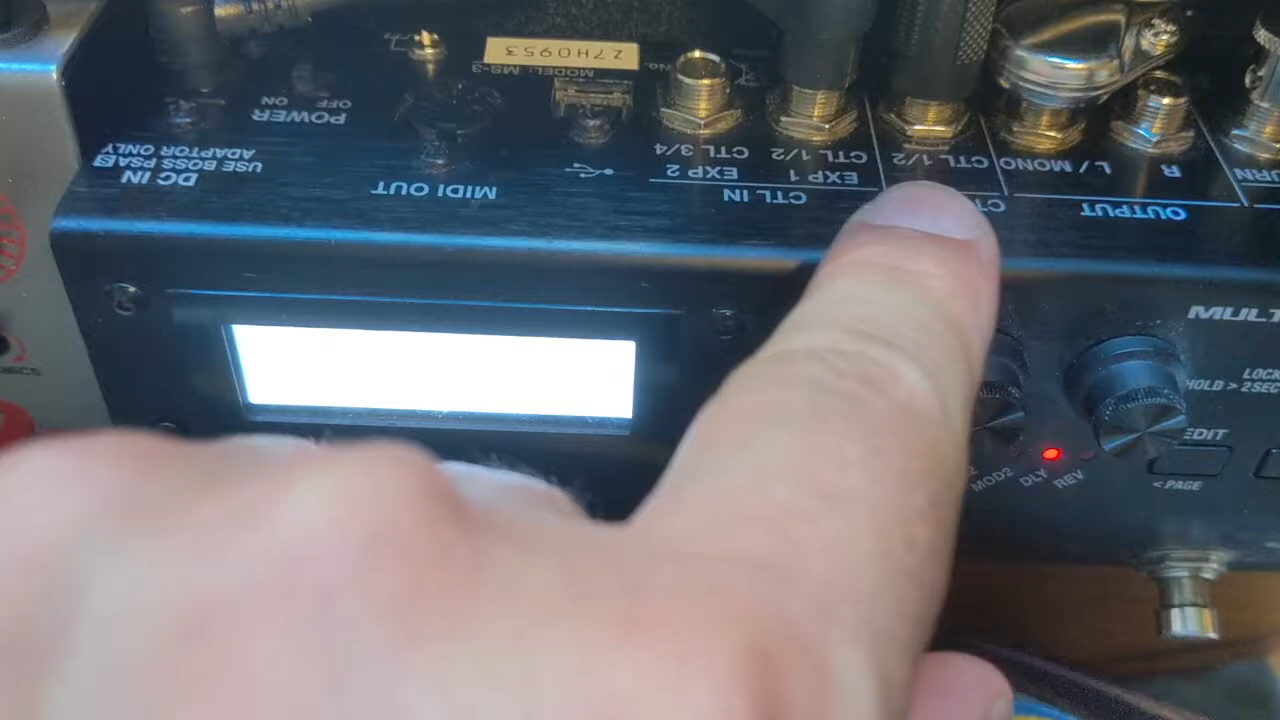 27H0953
MODEL: MS-3
No.
POWER
OFF ON
DC IN
USE BOSS PSA
ADAPTOR ONLY
MIDI OUT
CTL 3/4
EXP 2
CTL 1/2
EXP 1
CTL IN
CTL 1/2
L / MONO
R
OUTPUT
LOCK
HOLD > 2SEC
EDIT
< PAGE
MOD2
DLY
REV